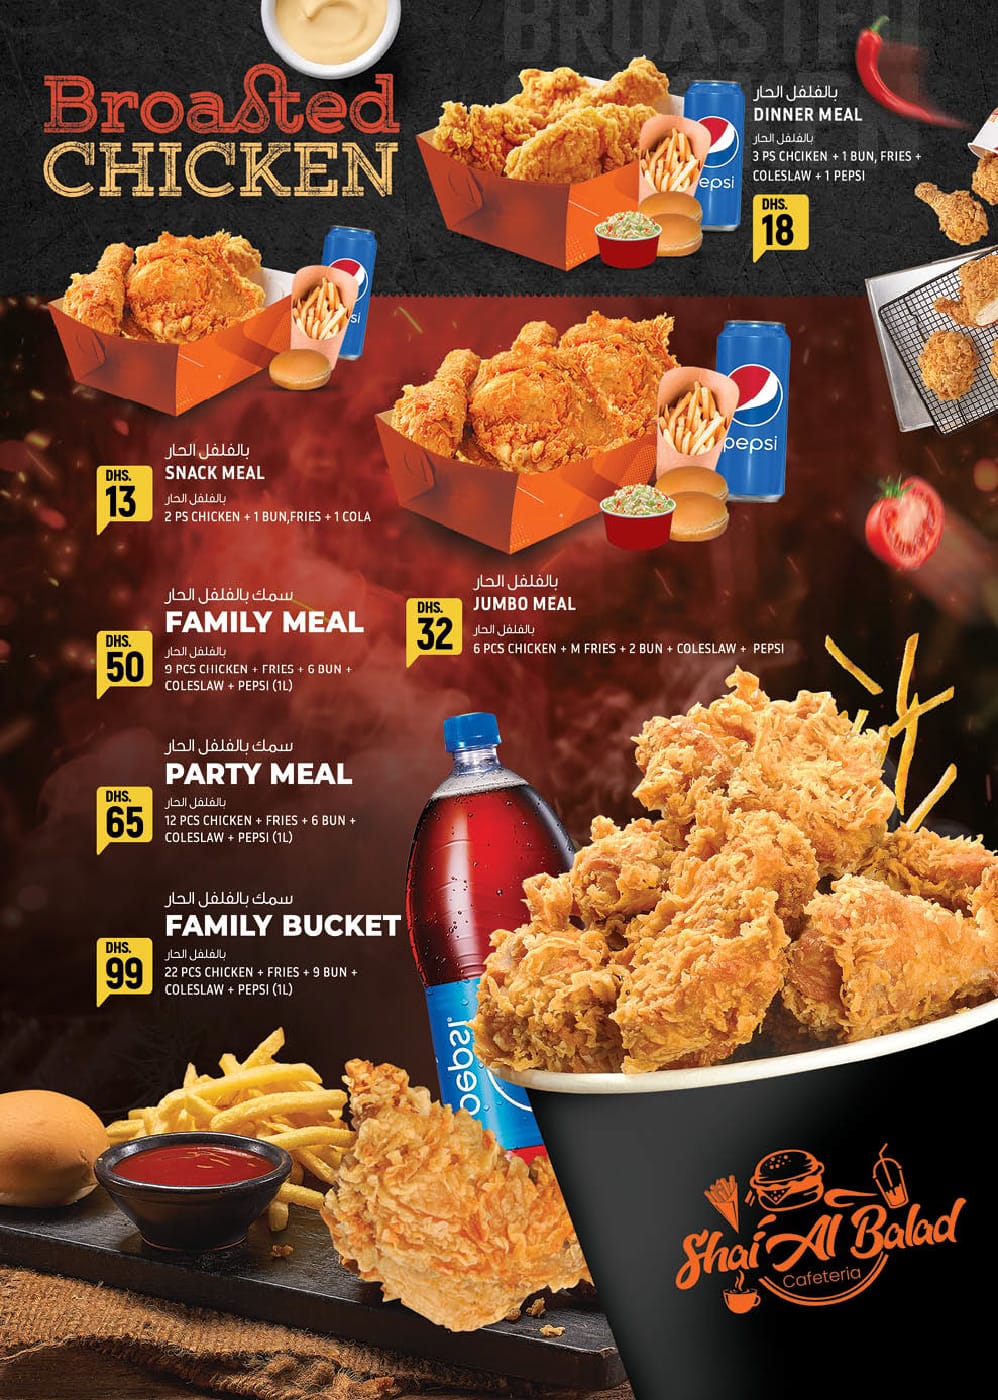 BROASTED
Broasted
CHICKEN
بالفلفل الحار
DINNER MEAL
بالفلفل الحار
3 PS CHCIKEN + 1 BUN, FRIES +
COLESLAW + 1 PEPSI
DHS.
18
pepsi
pepsi
بالفلفل الحار
SNACK MEAL
بالفلفل الحار
2 PS CHICKEN + 1 BUN,FRIES + 1 COLA
DHS.
13
بالفلفل الحار
JUMBO MEAL
بالفلفل الحار
6 PCS CHICKEN + M FRIES + 2 BUN + COLESLAW + PEPSI
DHS.
32
سمك بالفلفل الحار
FAMILY MEAL
بالفلفل الحار
9 PCS CHICKEN + FRIES + 6 BUN +
COLESLAW + PEPSI (1L)
DHS.
50
سمك بالفلفل الحار
PARTY MEAL
بالفلفل الحار
12 PCS CHICKEN + FRIES + 6 BUN +
COLESLAW + PEPSI (1L)
DHS.
65
سمك بالفلفل الحار
FAMILY BUCKET
بالفلفل الحار
22 PCS CHICKEN + FRIES + 9 BUN +
COLESLAW + PEPSI (1L)
DHS.
99
pepsi
Shai Al Balad
Cafeteria